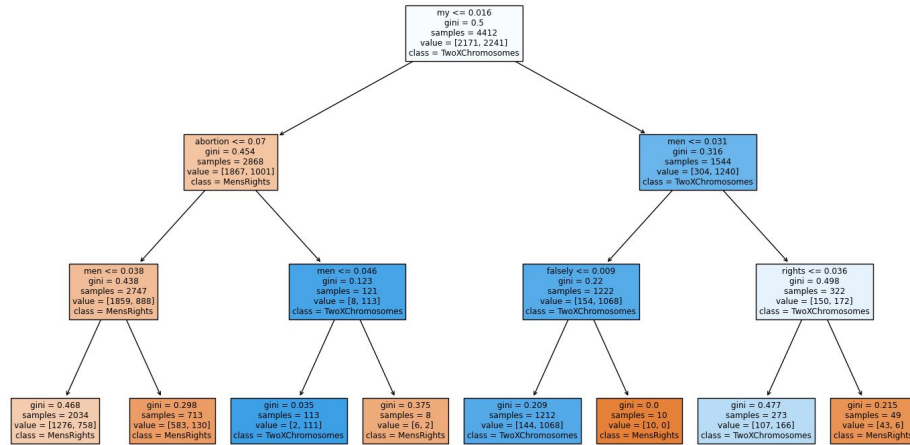 my <= 0.016
gini = 0.5
samples = 4412
value = [2171, 2241]
class = TwoXChromosomes
abortion <= 0.07
gini = 0.454
samples = 2868
value = [1867, 1001]
class = MensRights
men <= 0.031
gini = 0.316
samples = 1544
value = [304, 1240]
class = TwoXChromosomes
men <= 0.038
gini = 0.438
samples = 2747
value = [1859, 888]
class = MensRights
men <= 0.046
gini = 0.123
samples = 121
value = [8, 113]
class = TwoXChromosomes
falsely <= 0.009
gini = 0.22
samples = 1222
value = [154, 1068]
class = TwoXChromosomes
rights <= 0.036
gini = 0.498
samples = 322
value = [150, 172]
class = TwoXChromosomes
gini = 0.468
samples = 2034
value = [1276, 758]
class = MensRights
gini = 0.298
samples = 713
value = [583, 130]
class = MensRights
gini = 0.035
samples = 113
value = [2, 111]
class = TwoXChromosomes
gini = 0.375
samples = 8
value = [6, 2]
class = MensRights
gini = 0.209
samples = 1212
value = [144, 1068]
class = TwoXChromosomes
gini = 0.0
samples = 10
value = [10, 0]
class = MensRights
gini = 0.477
samples = 273
value = [107, 166]
class = TwoXChromosomes
gini = 0.215
samples = 49
value = [43, 6]
class = MensRights